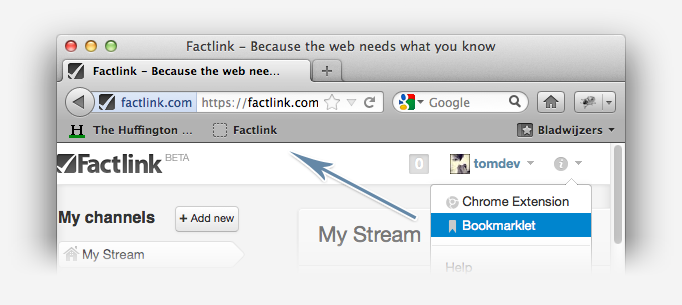 Factlink - Because the web needs what you know
Factlink - Because the web nee...
+
factlink.com https://factlink.com Google
The Huffington ... Factlink Bladwijzers
Factlink BETA 0 tomdev i
Chrome Extension
My channels + Add new
Bookmarklet
My Stream
My Stream
Help